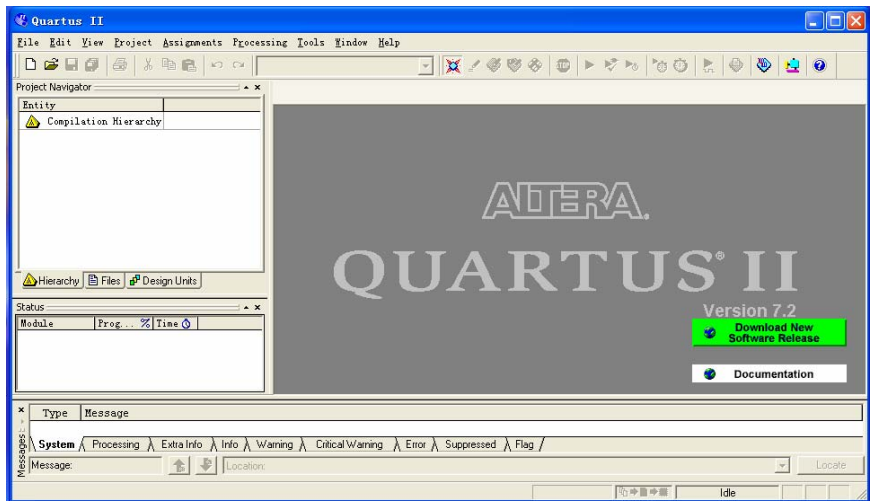 Quartus II
File Edit View Project Assignments Processing Tools Window Help
Project Navigator
Entity
Compilation Hierarchy
Hierarchy Files Design Units
ALTERA.
QUARTUS® II
Version 7.2
Download New
Software Release
Documentation
Status
Module Prog... % Time
Type Message
System Processing Extra Info Info Warning Critical Warning Error Suppressed Flag
Messages
Message: Location: Locate
Idle